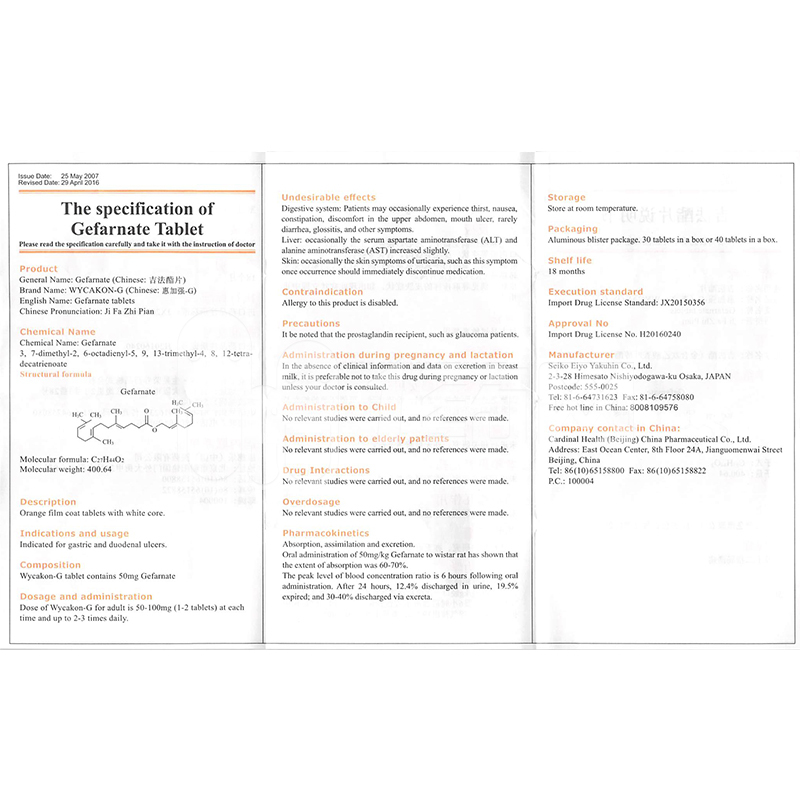 Issue Date: 25 May 2007
Revised Date: 29 April 2016
The specification of
Gefarnate Tablet
Please read the specification carefully and take it with the instruction of doctor
Product
General Name: Gefarnate (Chinese: 吉法酯片)
Brand Name: WYCAKON-G (Chinese: 惠加强-G)
English Name: Gefarnate tablets
Chinese Pronunciation: Ji Fa Zhi Pian
Chemical Name
Chemical Name: Gefarnate
3, 7-dimethyl-2, 6-octadienyl-5, 9, 13-trimethyl-4, 8, 12-tetra-
decatrienoate
Structural formula
Gefarnate
H₃C CH₃ CH₃ O H₃C CH₃
O CH₃
CH₃
Molecular formula: C₂₇H₄₄O₂
Molecular weight: 400.64
Description
Orange film coat tablets with white core.
Indications and usage
Indicated for gastric and duodenal ulcers.
Composition
Wycakon-G tablet contains 50mg Gefarnate
Dosage and administration
Dose of Wycakon-G for adult is 50-100mg (1-2 tablets) at each
time and up to 2-3 times daily.
Undesirable effects
Digestive system: Patients may occasionally experience thirst, nausea,
constipation, discomfort in the upper abdomen, mouth ulcer, rarely
diarrhea, glossitis, and other symptoms.
Liver: occasionally the serum aspartate aminotransferase (ALT) and
alanine aminotransferase (AST) increased slightly.
Skin: occasionally the skin symptoms of urticaria, such as this symptom
once occurrence should immediately discontinue medication.
Contraindication
Allergy to this product is disabled.
Precautions
It be noted that the prostaglandin recipient, such as glaucoma patients.
Administration during pregnancy and lactation
In the absence of clinical information and data on excretion in breast
milk, it is preferable not to take this drug during pregnancy or lactation
unless your doctor is consulted.
Administration to Child
No relevant studies were carried out, and no references were made.
Administration to elderly patients
No relevant studies were carried out, and no references were made.
Drug Interactions
No relevant studies were carried out, and no references were made.
Overdosage
No relevant studies were carried out, and no references were made.
Pharmacokinetics
Absorption, assimilation and excretion.
Oral administration of 50mg/kg Gefarnate to wistar rat has shown that
the extent of absorption was 60-70%.
The peak level of blood concentration ratio is 6 hours following oral
administration. After 24 hours, 12.4% discharged in urine, 19.5%
expired; and 30-40% discharged via excreta.
Storage
Store at room temperature.
Packaging
Aluminous blister package. 30 tablets in a box or 40 tablets in a box.
Shelf life
18 months
Execution standard
Import Drug License Standard: JX20150356
Approval No
Import Drug License No. H20160240
Manufacturer
Seiko Eiyo Yakuhin Co., Ltd.
2-3-28 Himesato Nishiyodogawa-ku Osaka, JAPAN
Postcode: 555-0025
Tel: 81-6-64731623 Fax: 81-6-64758080
Free hot line in China: 8008109576
Company contact in China:
Cardinal Health (Beijing) China Pharmaceutical Co., Ltd.
Address: East Ocean Center, 8th Floor 24A, Jianguomenwai Street
Beijing, China
Tel: 86(10)65158800 Fax: 86(10)65158822
P.C.: 100004